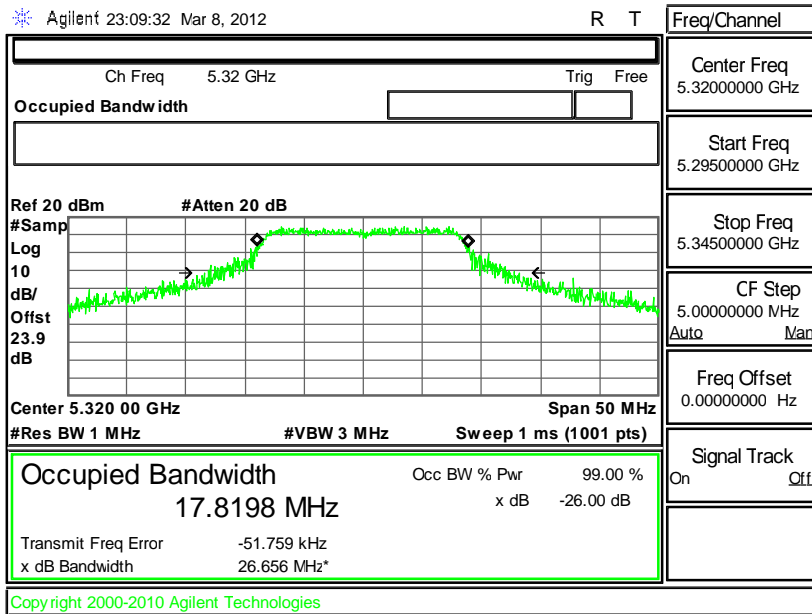 Agilent 23:09:32 Mar 8, 2012 R T
Freq/Channel
Ch Freq 5.32 GHz Trig Free
Occupied Bandwidth
Center Freq
5.32000000 GHz
Start Freq
5.29500000 GHz
Stop Freq
5.34500000 GHz
CF Step
5.00000000 MHz
Auto Man
Freq Offset
0.00000000 Hz
Signal Track
On Off
Ref 20 dBm #Atten 20 dB
#Samp
Log
10
dB/
Offst
23.9
dB
Center 5.320 00 GHz Span 50 MHz
#Res BW 1 MHz #VBW 3 MHz Sweep 1 ms (1001 pts)
Occupied Bandwidth
17.8198 MHz
Occ BW % Pwr 99.00 %
x dB -26.00 dB
Transmit Freq Error -51.759 kHz
x dB Bandwidth 26.656 MHz*
Copyright 2000-2010 Agilent Technologies